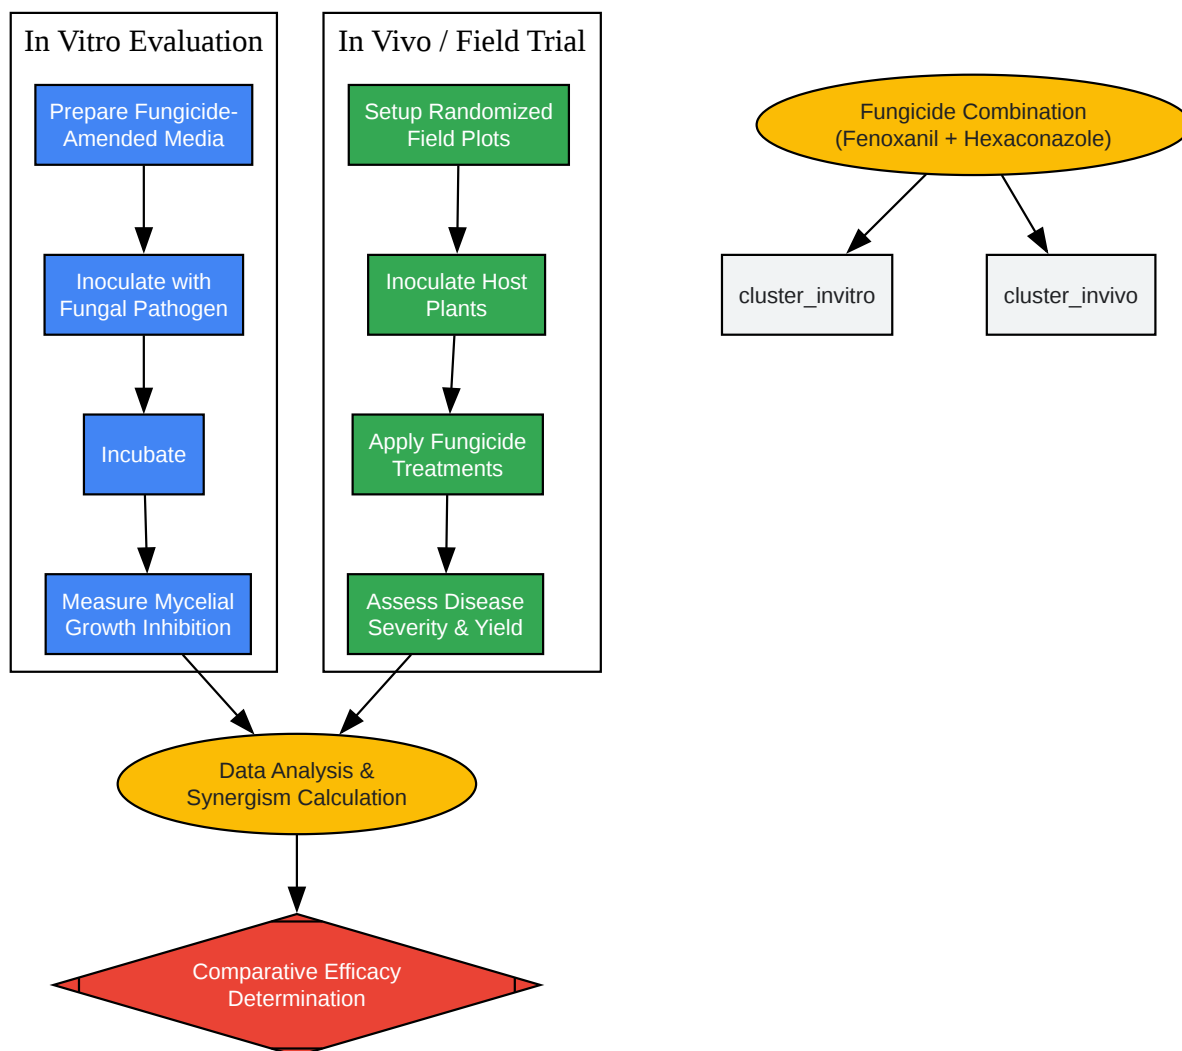 In Vitro Evaluation
Prepare Fungicide-
Amended Media
Inoculate with
Fungal Pathogen
Incubate
Measure Mycelial
Growth Inhibition
In Vivo / Field Trial
Setup Randomized
Field Plots
Inoculate Host
Plants
Apply Fungicide
Treatments
Assess Disease
Severity & Yield
Data Analysis &
Synergism Calculation
Comparative Efficacy
Determination
Fungicide Combination
(Fenoxanil + Hexaconazole)
cluster_invitro
cluster_invivo